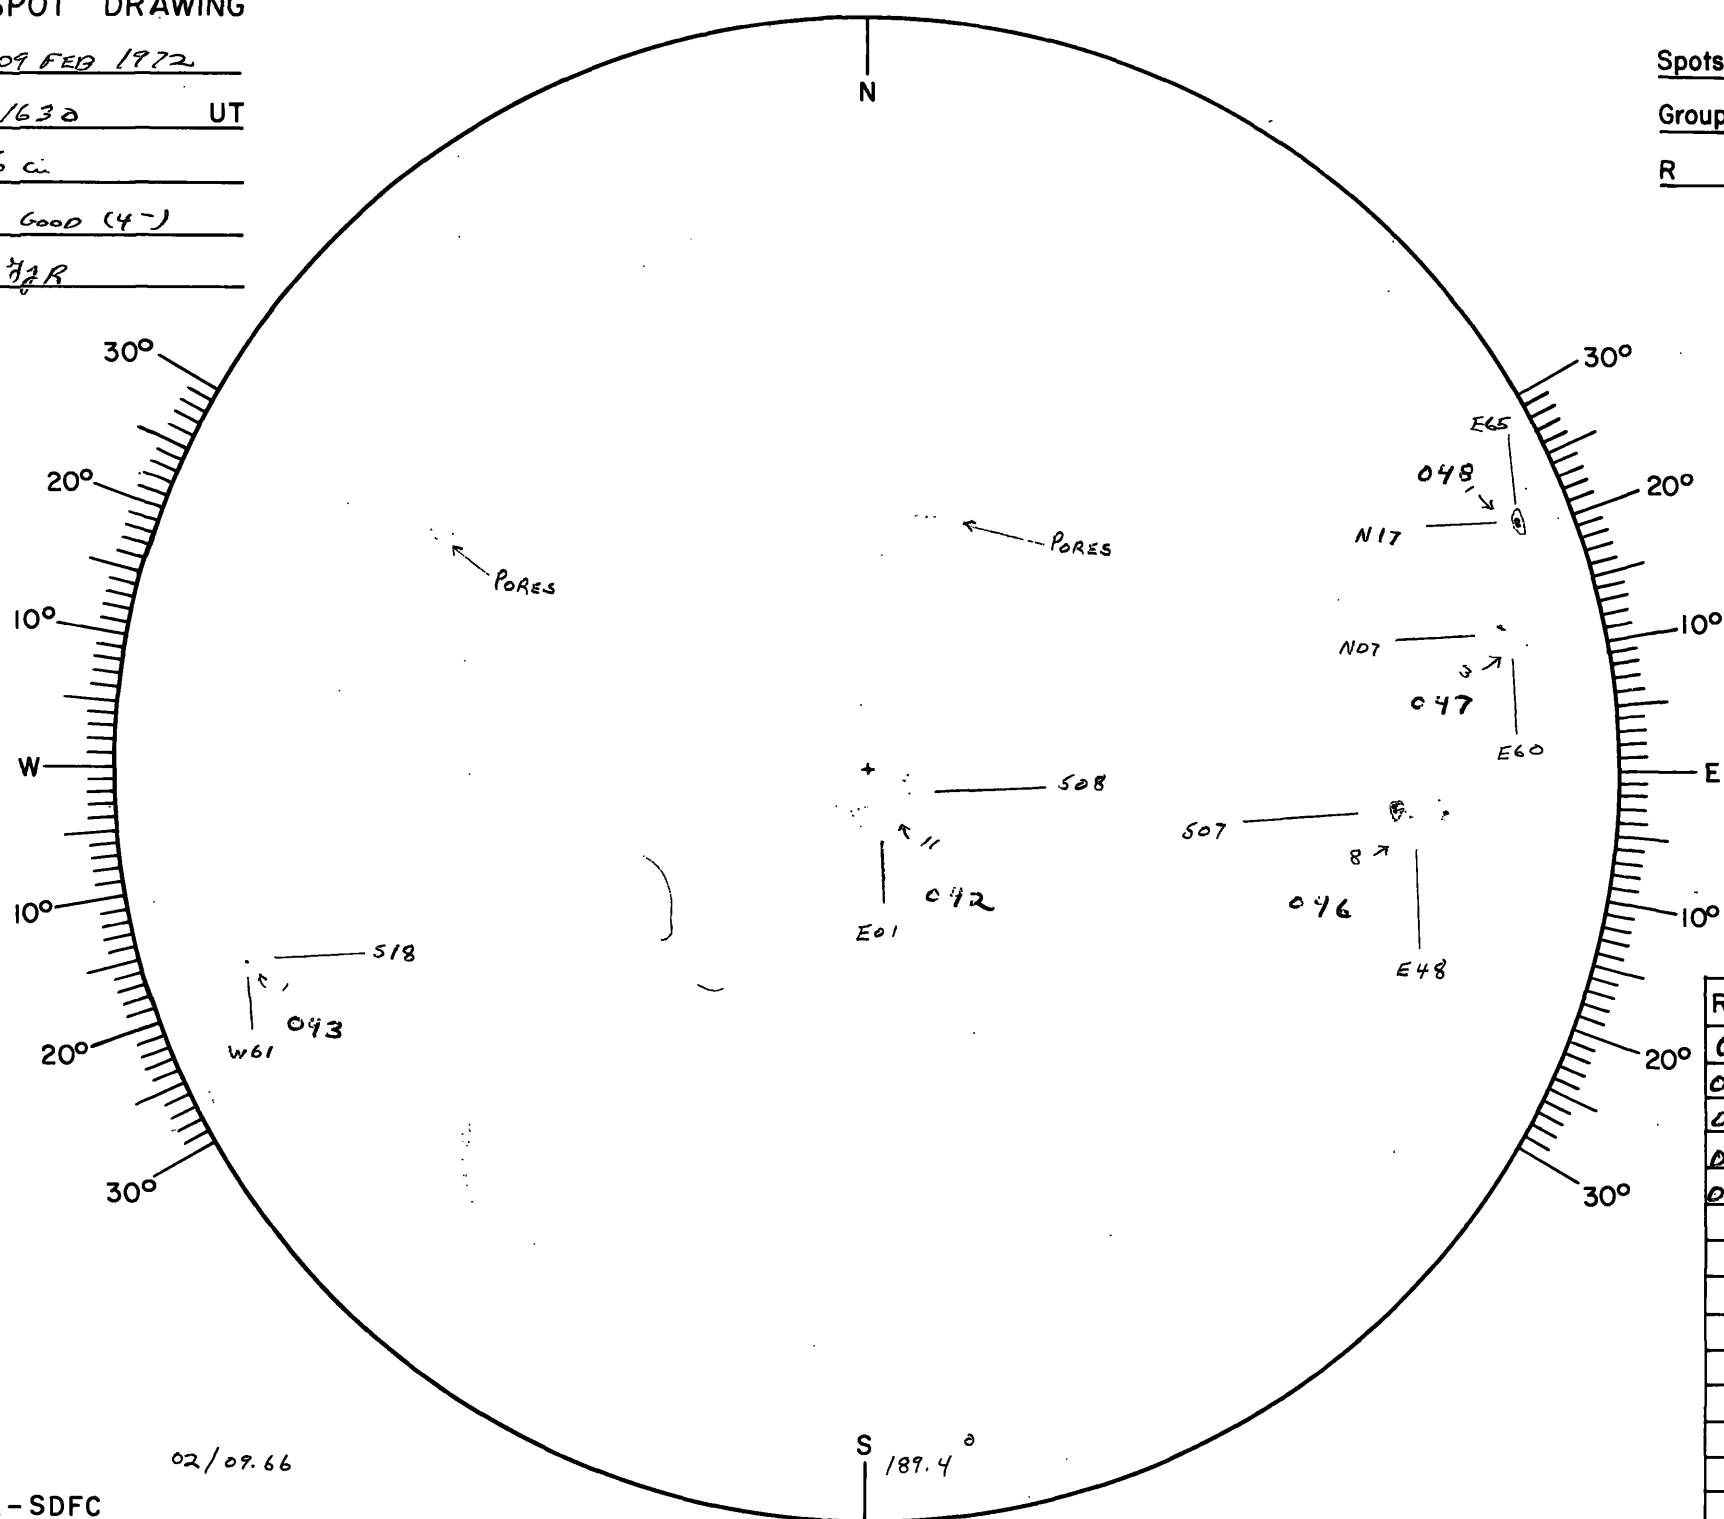 SPOT DRAWING
09 FEB 1972
UT
GOOD (4-)
Spots
Group
R
N
30°
20°
10°
W
10°
20°
30°
30°
20°
10°
E
10°
20°
30°
E65
048
1
N17
PORES
PORES
N07
3
047
E60
S08
11
042
E01
S07
8
046
E48
S18
1
043
W61
S
189.4°
02/09.66
-SDFC
R